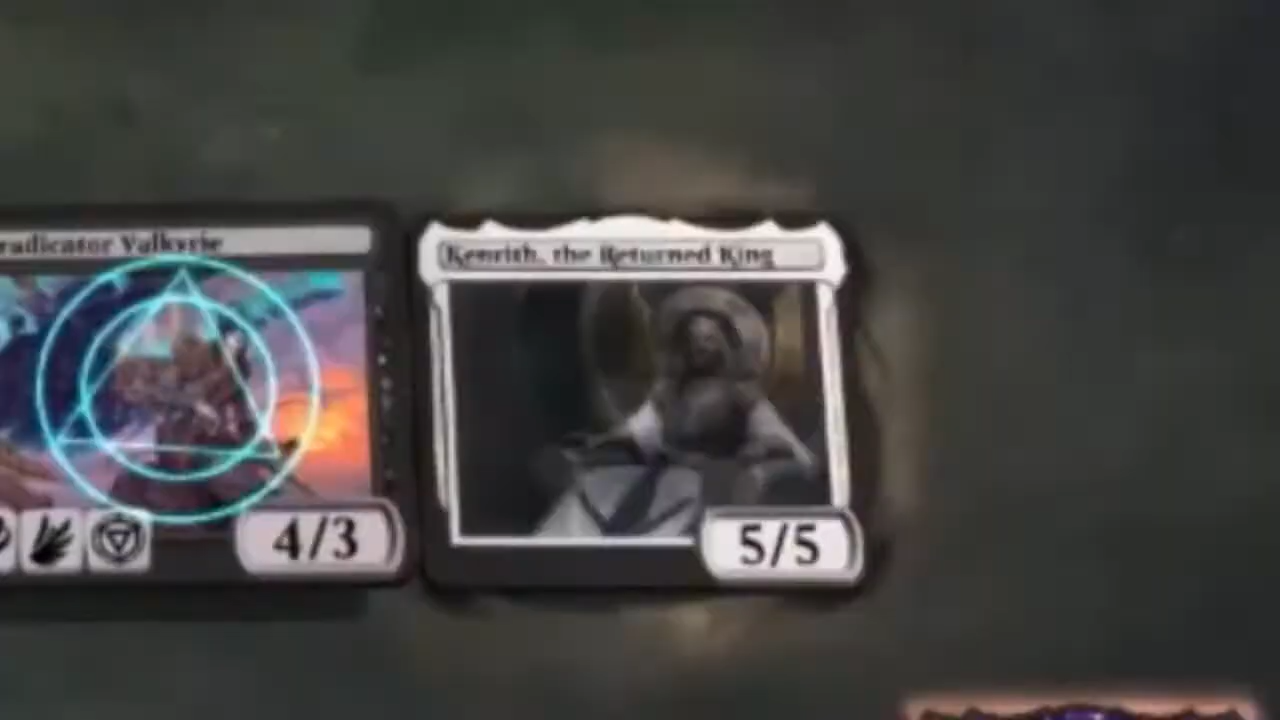 radicator Valkyrie
Kenrith, the Returned King
4/3
5/5